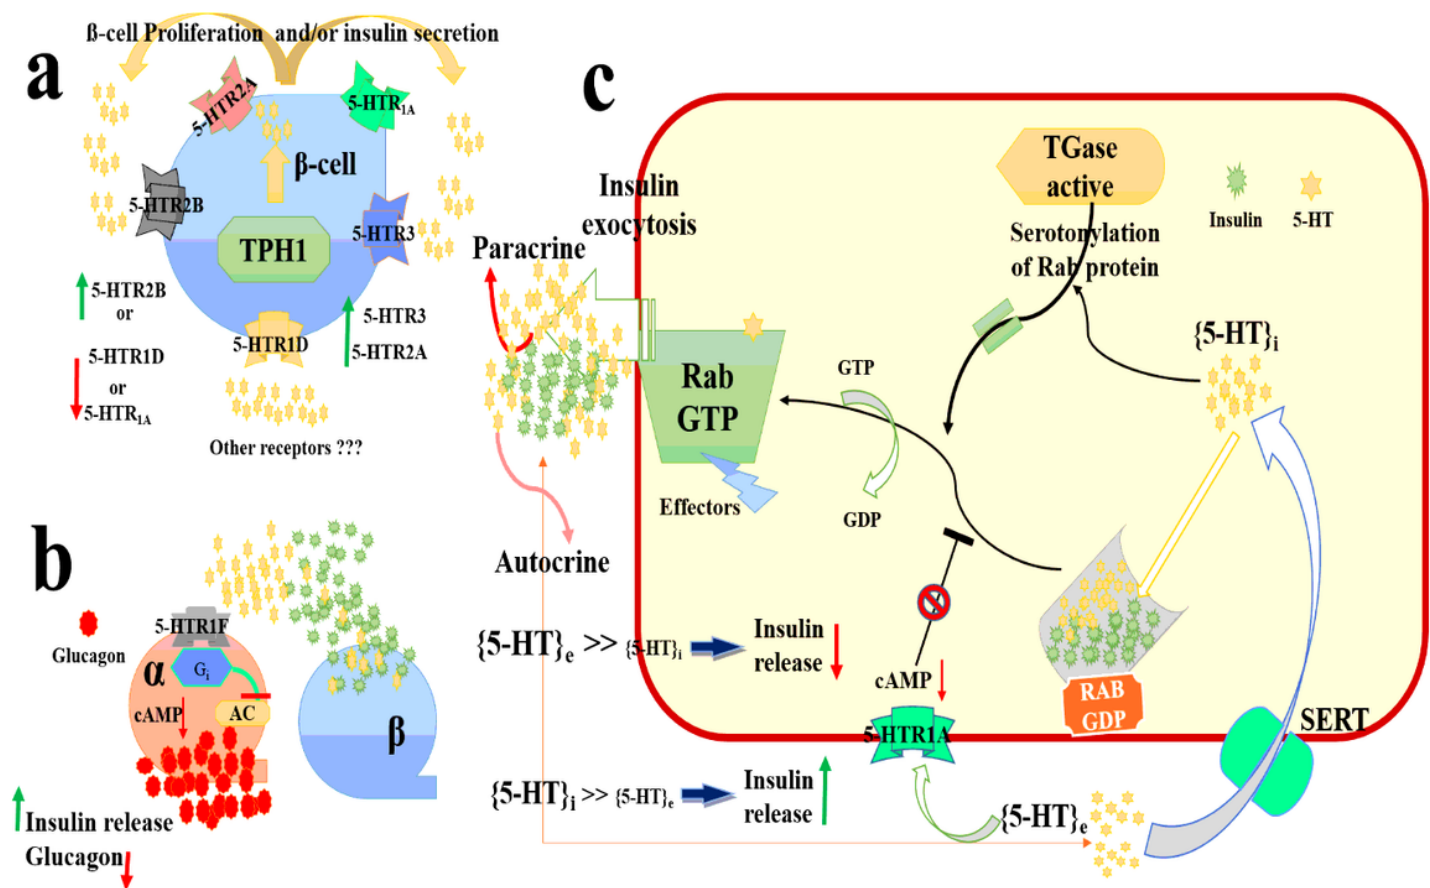 a
ß-cell Proliferation and/or insulin secretion
5-HTR2A
5-HTR1A
β-cell
5-HTR2B
5-HTR3
TPH1
5-HTR2B
or
5-HTR1D
or
5-HTR1A
5-HTR3
5-HTR2A
5-HTR1D
Other receptors ???
b
Glucagon
5-HTR1F
α
Gi
cAMP
AC
β
Insulin release
Glucagon
c
Insulin
exocytosis
Paracrine
Autocrine
TGase
active
Serotonylation
of Rab protein
Insulin
5-HT
{5-HT}i
Rab
GTP
GTP
GDP
Effectors
{5-HT}e >> {5-HT}i
Insulin
release
cAMP
5-HTR1A
RAB
GDP
SERT
{5-HT}i >> {5-HT}e
Insulin
release
{5-HT}e